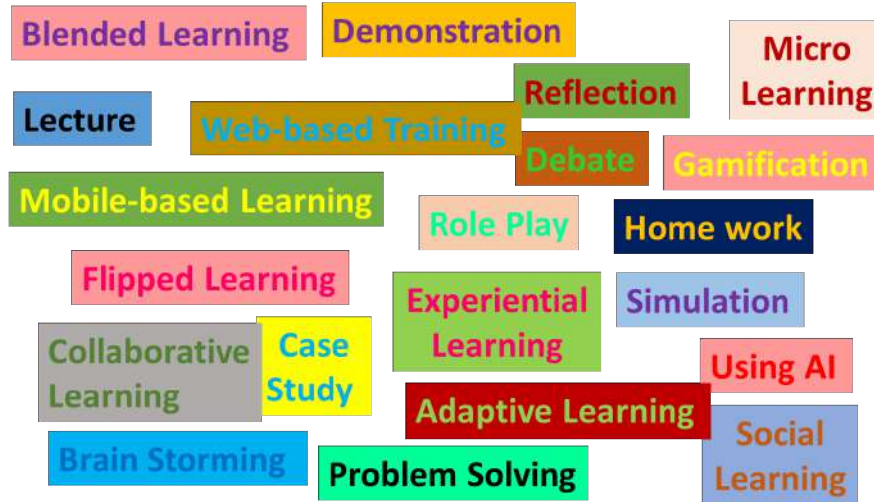 Blended Learning
Demonstration
Micro
Learning
Lecture
Web-based Training
Reflection
Debate
Gamification
Mobile-based Learning
Role Play
Home work
Flipped Learning
Experiential
Learning
Simulation
Collaborative
Learning
Case
Study
Using AI
Adaptive Learning
Social
Learning
Brain Storming
Problem Solving